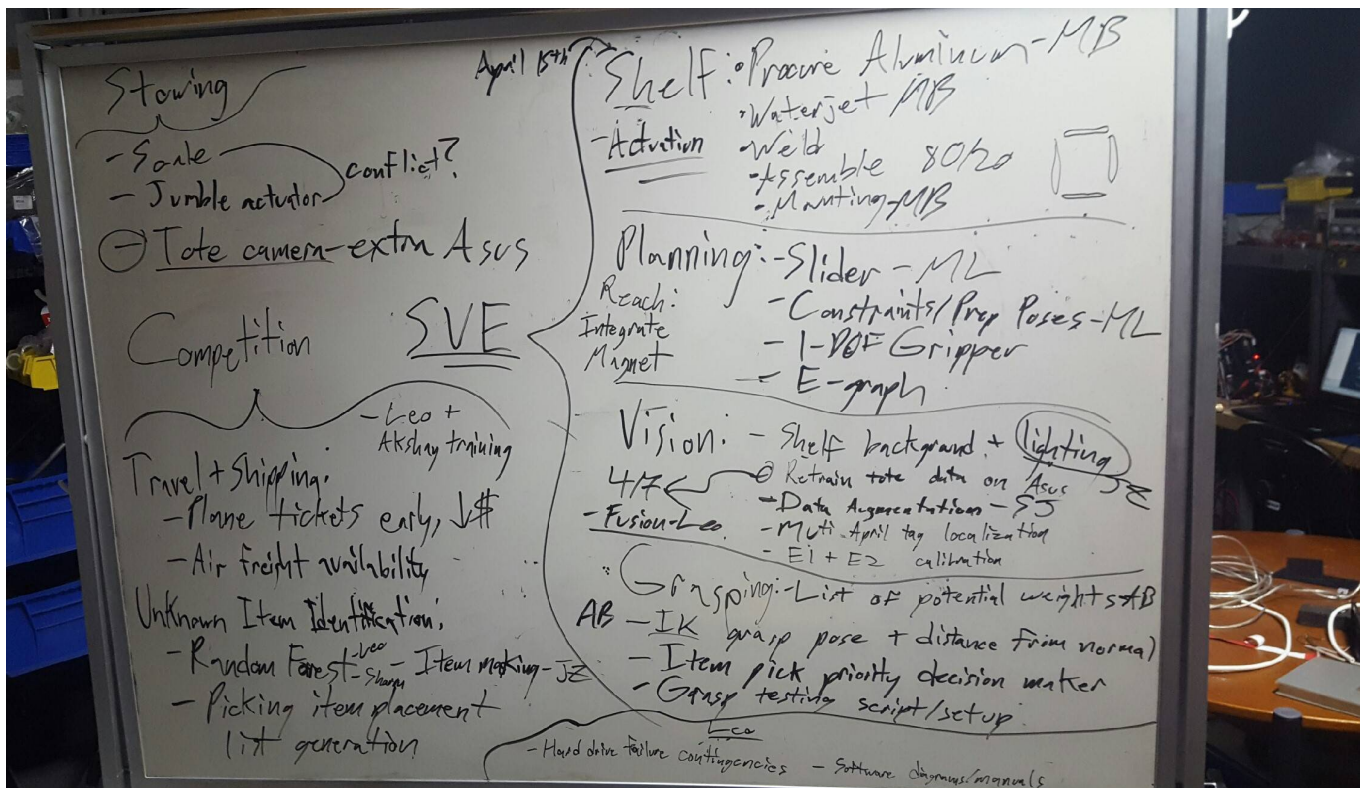 Stowing
- Scale
- Jumble actuator
conflict?
- Tote camera - extra Asus
Competition
- Leo +
Akshay training
Travel + Shipping:
- Plane tickets early, ↓$
- Air freight availability
Unknown Item Identification:
- Random Forest - Leo - Item making - JZ
- Picking item placement
list generation
SVE
April 15th
Shelf: • Procure Aluminum - MB
• Waterjet MB
- Actuation
• Weld
• Assemble 80/20
• Mounting - MB
Planning: - Slider - ML
Reach:
Integrate
Magnet
- Constraints/Prep Poses - ML
- 1-DOF Gripper
- E-graph
Vision: - Shelf background + lighting
JZ
4/7
- Retrain tote data on Asus
- Fusion - Leo
- Data Augmentation - SJ
- Multi April tag localization
- E1 + E2 calibration
Grasping: - List of potential weights - AB
AB - IK grasp pose + distance from normal)
- Item pick priority decision maker
- Grasp testing script/setup
Leo
- Hard drive failure contingencies - Software diagrams/manuals